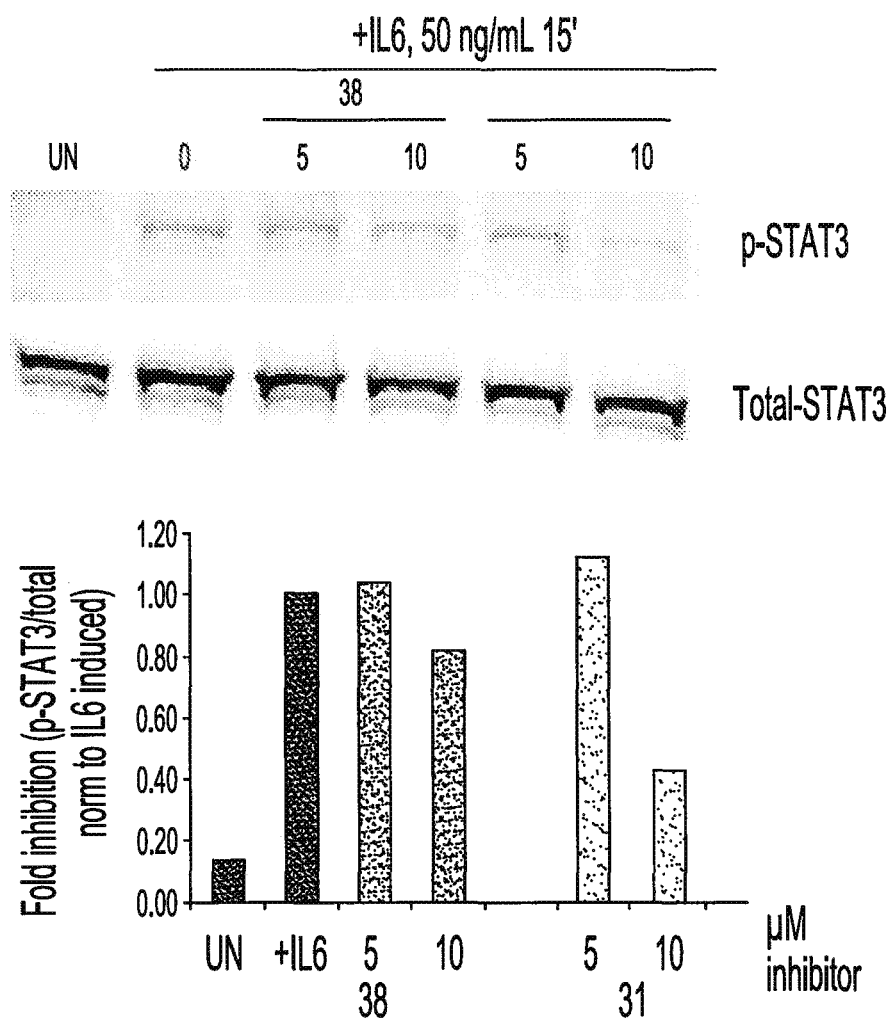 +IL6, 50 ng/mL 15'
38
UN 0 5 10 5 10
p-STAT3
Total-STAT3
Fold inhibition (p-STAT3/total
norm to IL6 induced)
1.20
1.00
0.80
0.60
0.40
0.20
0.00
UN +IL6 5 10 5 10
38 31
µM
inhibitor